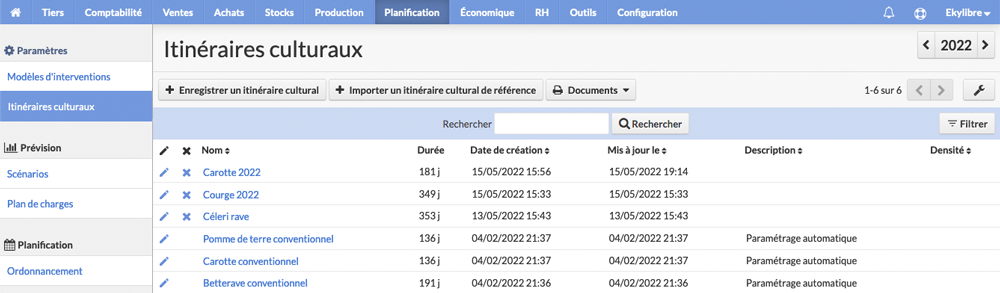 Tiers Comptabilité Ventes Achats Stocks Production Planification Économique RH Outils Configuration Ekylibre
Paramètres
Modèles d'interventions
Itinéraires culturaux
Prévision
Scénarios
Plan de charges
Planification
Ordonnancement
Itinéraires culturaux 2022
Enregistrer un itinéraire cultural Importer un itinéraire cultural de référence Documents 1-6 sur 6
Rechercher Rechercher Filtrer
Nom Durée Date de création Mis à jour le Description Densité
Carotte 2022 181 j 15/05/2022 15:56 15/05/2022 19:14
Courge 2022 349 j 15/05/2022 15:33 15/05/2022 15:33
Céleri rave 353 j 13/05/2022 15:43 13/05/2022 15:43
Pomme de terre conventionnel 136 j 04/02/2022 21:37 04/02/2022 21:37 Paramétrage automatique
Carotte conventionnel 136 j 04/02/2022 21:37 04/02/2022 21:37 Paramétrage automatique
Betterave conventionnel 191 j 04/02/2022 21:36 04/02/2022 21:36 Paramétrage automatique